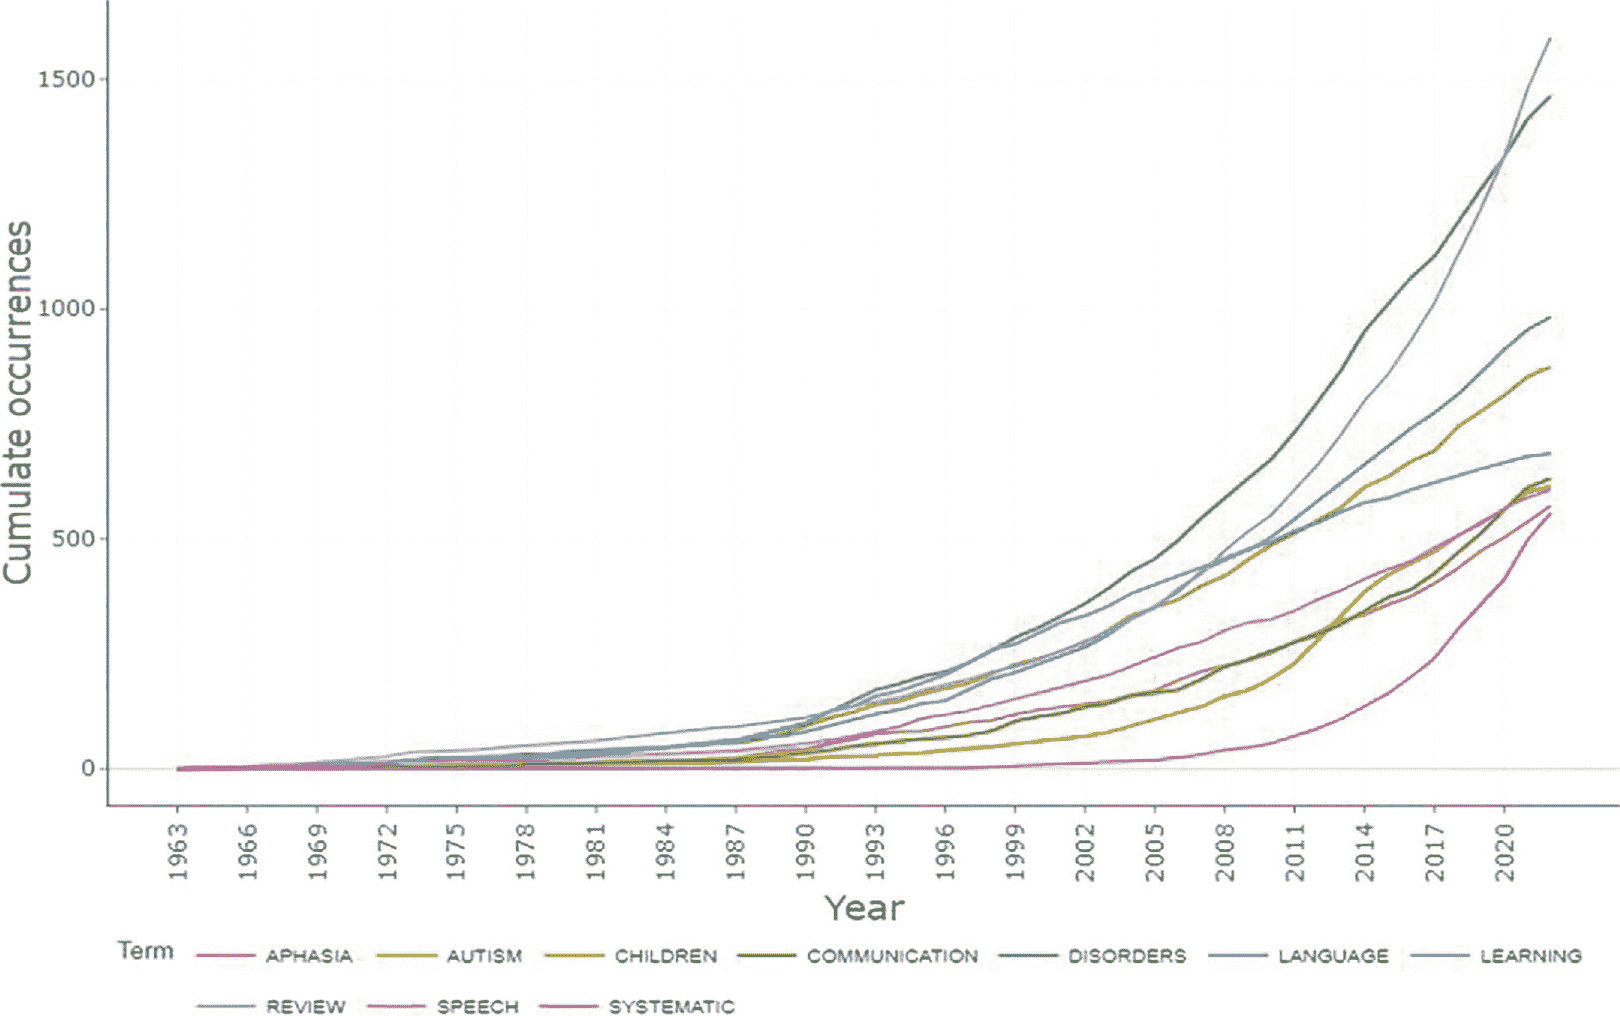 1500
1000
500
0
Cumulate occurrences
1963 1966 1969 1972 1975 1978 1981 1984 1987 1990 1993 1996 1999 2002 2005 2008 2011 2014 2017 2020
Year
Term APHASIA AUTISM CHILDREN COMMUNICATION DISORDERS LANGUAGE LEARNING
REVIEW SPEECH SYSTEMATIC